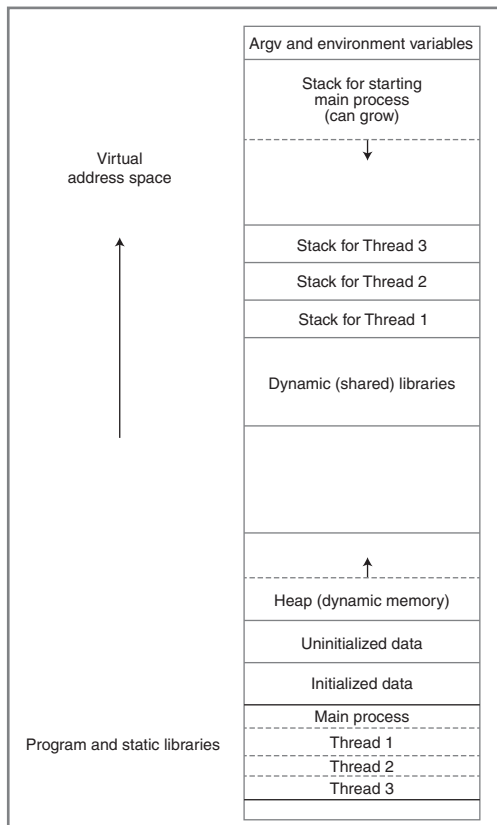 Argv and environment variables
Stack for starting
main process
(can grow)
Virtual
address space
Stack for Thread 3
Stack for Thread 2
Stack for Thread 1
Dynamic (shared) libraries
Heap (dynamic memory)
Uninitialized data
Initialized data
Main process
Program and static libraries
Thread 1
Thread 2
Thread 3